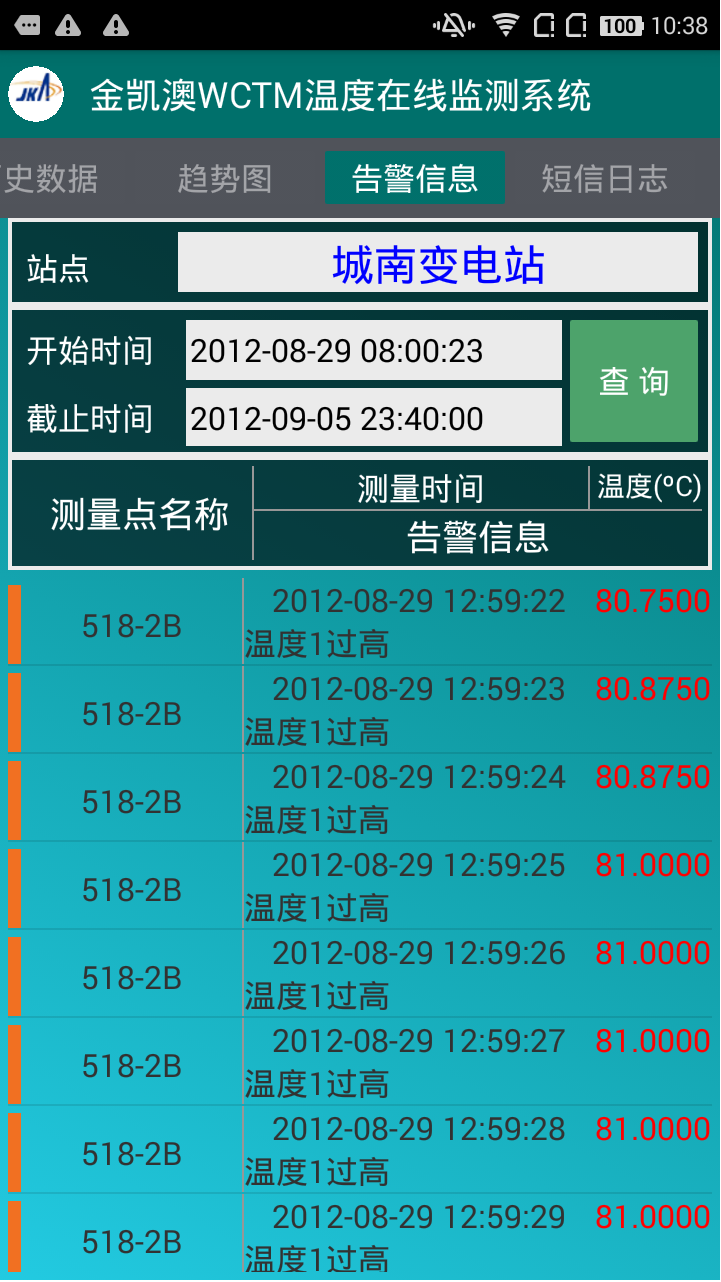 100 10:38
JKA
金凯澳WCTM温度在线监测系统
史数据 趋势图 告警信息 短信日志
站点 城南变电站
开始时间 2012-08-29 08:00:23
截止时间 2012-09-05 23:40:00
查 询
测量点名称 测量时间 温度(ºC)
告警信息
518-2B 2012-08-29 12:59:22 80.7500
温度1过高
518-2B 2012-08-29 12:59:23 80.8750
温度1过高
518-2B 2012-08-29 12:59:24 80.8750
温度1过高
518-2B 2012-08-29 12:59:25 81.0000
温度1过高
518-2B 2012-08-29 12:59:26 81.0000
温度1过高
518-2B 2012-08-29 12:59:27 81.0000
温度1过高
518-2B 2012-08-29 12:59:28 81.0000
温度1过高
518-2B 2012-08-29 12:59:29 81.0000
温度1过高